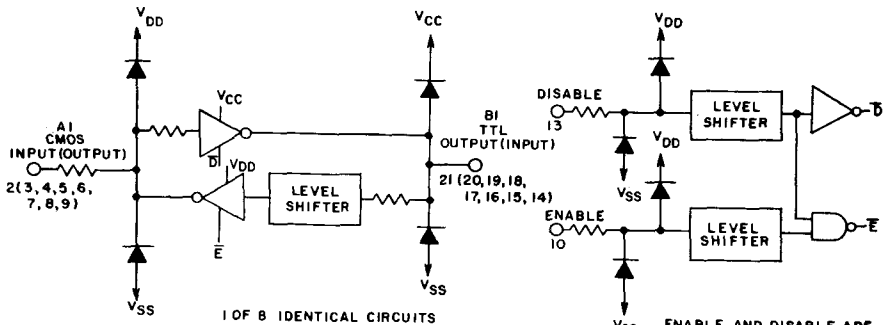 VDD
VCC
A1
CMOS
INPUT(OUTPUT)
2(3,4,5,6,
7,8,9)
VCC
D̅
VDD
E̅
LEVEL
SHIFTER
B1
TTL
OUTPUT(INPUT)
21 (20,19,18,
17,16,15,14)
VSS
VSS
1 OF 8 IDENTICAL CIRCUITS
VDD
DISABLE
13
LEVEL
SHIFTER
D̅
VSS
VDD
ENABLE
10
LEVEL
SHIFTER
E̅
ENABLE AND DISABLE ARE